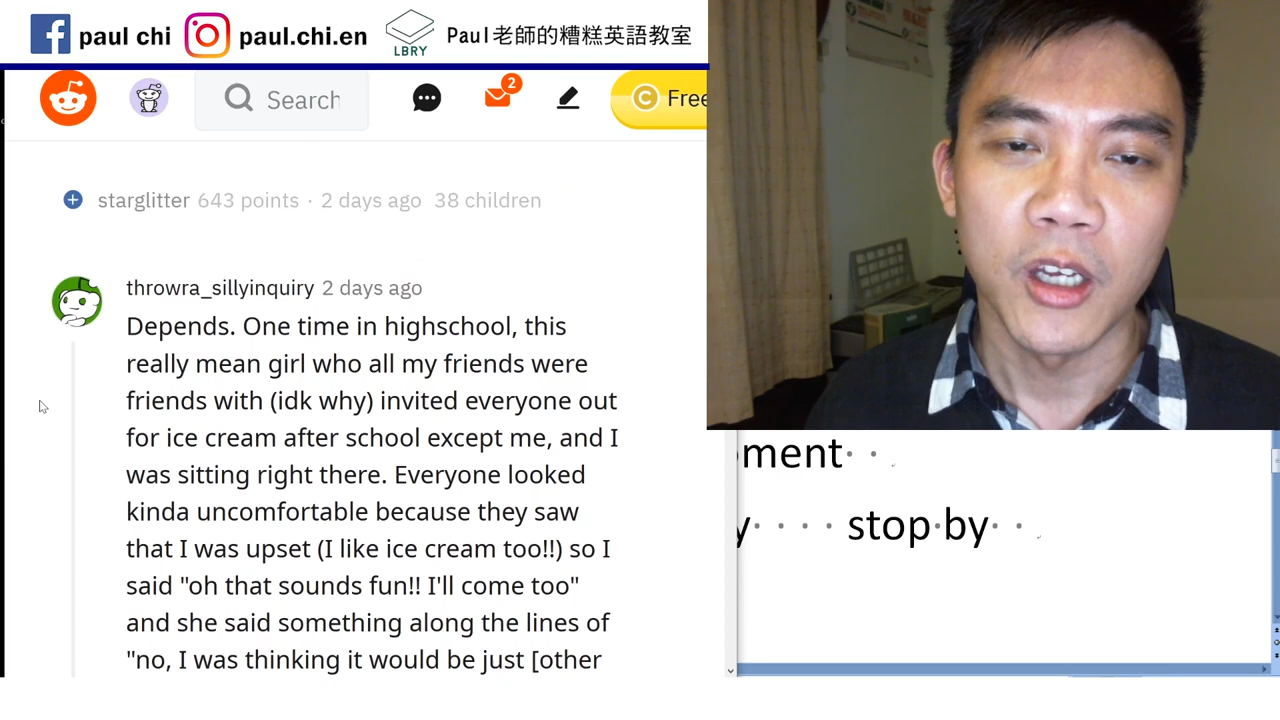 paul chi paul.chi.en LBRY Paul老師的糟糕英語教室
Search 2 Free
starglitter 643 points · 2 days ago 38 children
throwra_sillyinquiry 2 days ago
Depends. One time in highschool, this
really mean girl who all my friends were
friends with (idk why) invited everyone out
for ice cream after school except me, and I
was sitting right there. Everyone looked
kinda uncomfortable because they saw
that I was upset (I like ice cream too!!) so I
said "oh that sounds fun!! I'll come too"
and she said something along the lines of
"no, I was thinking it would be just [other
oment
y stop by